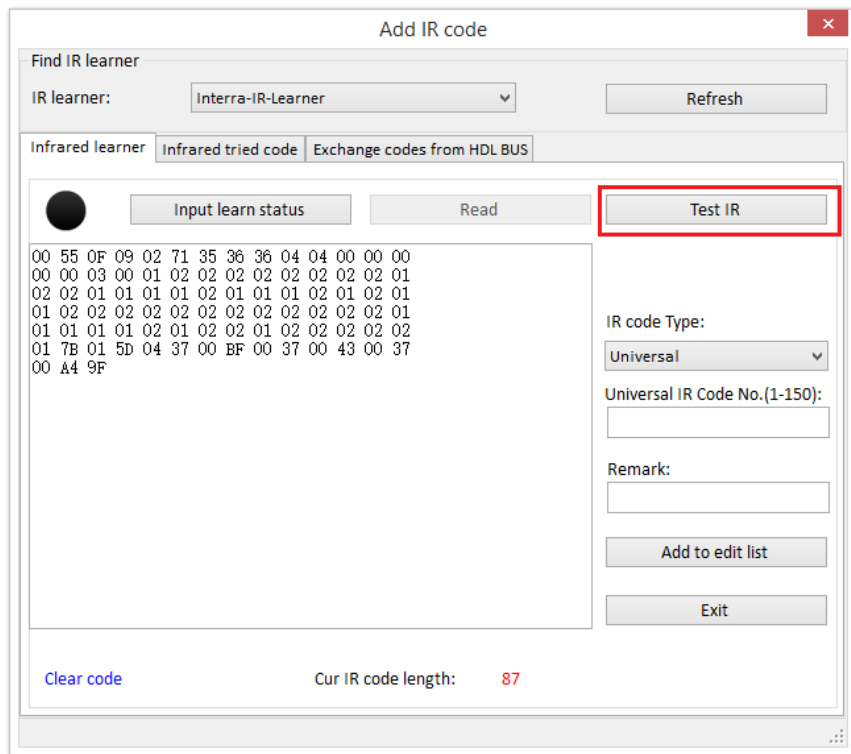 Add IR code
Find IR learner
IR learner: Interra-IR-Learner Refresh
Infrared learner Infrared tried code Exchange codes from HDL BUS
Input learn status Read Test IR
00 55 0F 09 02 71 35 36 36 04 04 00 00 00
00 00 03 00 01 02 02 02 02 02 02 02 02 01
02 02 01 01 01 01 02 01 01 01 02 01 02 01
01 02 02 02 02 02 02 02 02 02 02 02 02 01
01 01 01 01 02 01 02 02 01 02 02 02 02 02
01 7B 01 5D 04 37 00 BF 00 37 00 43 00 37
00 A4 9F
IR code Type:
Universal
Universal IR Code No.(1-150):
Remark:
Add to edit list
Exit
Clear code Cur IR code length: 87